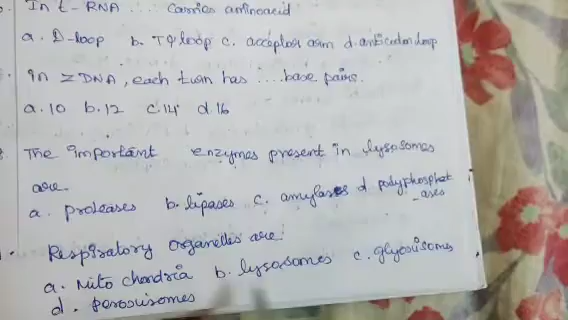 In t-RNA .... Carries aminoacid
a. D-loop b. TΨ loop c. acceptor arm d. anticodon loop
in Z DNA, each turn has .... base pairs.
a. 10 b. 12 c. 14 d. 16
The important enzymes present in lysosomes
are.
a. proteases b. lipases c. amylases d polyphosphat
-ases
Respiratory organelles are:
a. Mito chondria b. lysosomes c. glyoxisomes
d. peroxisomes